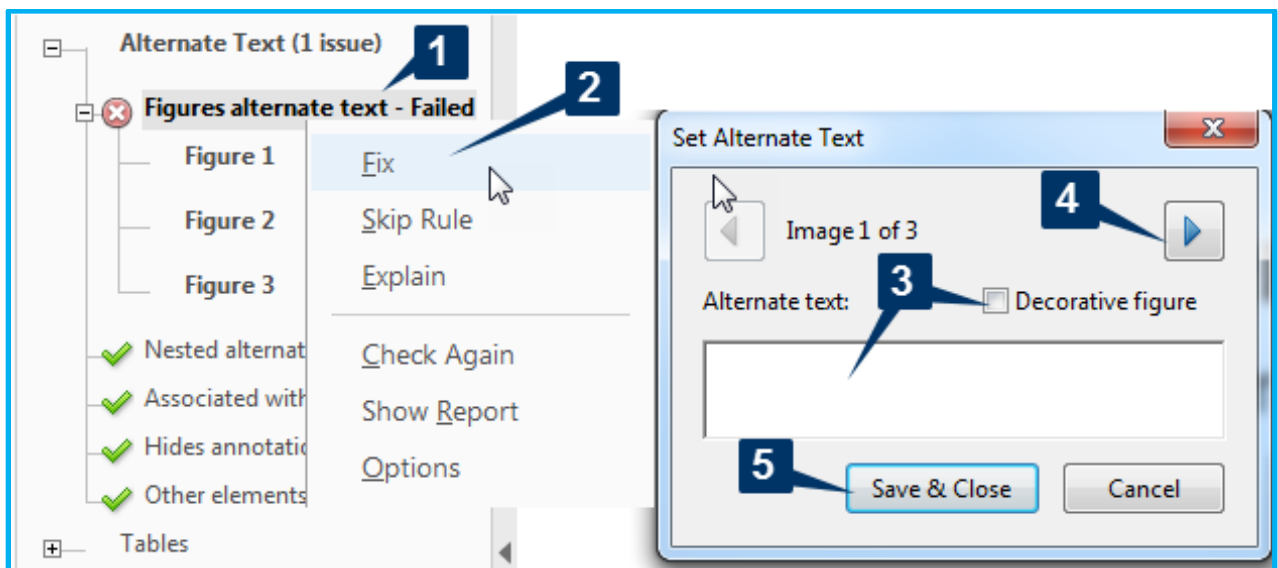 Alternate Text (1 issue)
1
Figures alternate text - Failed
2
Figure 1
Figure 2
Figure 3
Nested alternat
Associated with
Hides annotatio
Other elements
Tables
Fix
Skip Rule
Explain
Check Again
Show Report
Options
Set Alternate Text
x
Image 1 of 3
4
Alternate text:
3
Decorative figure
5
Save & Close
Cancel